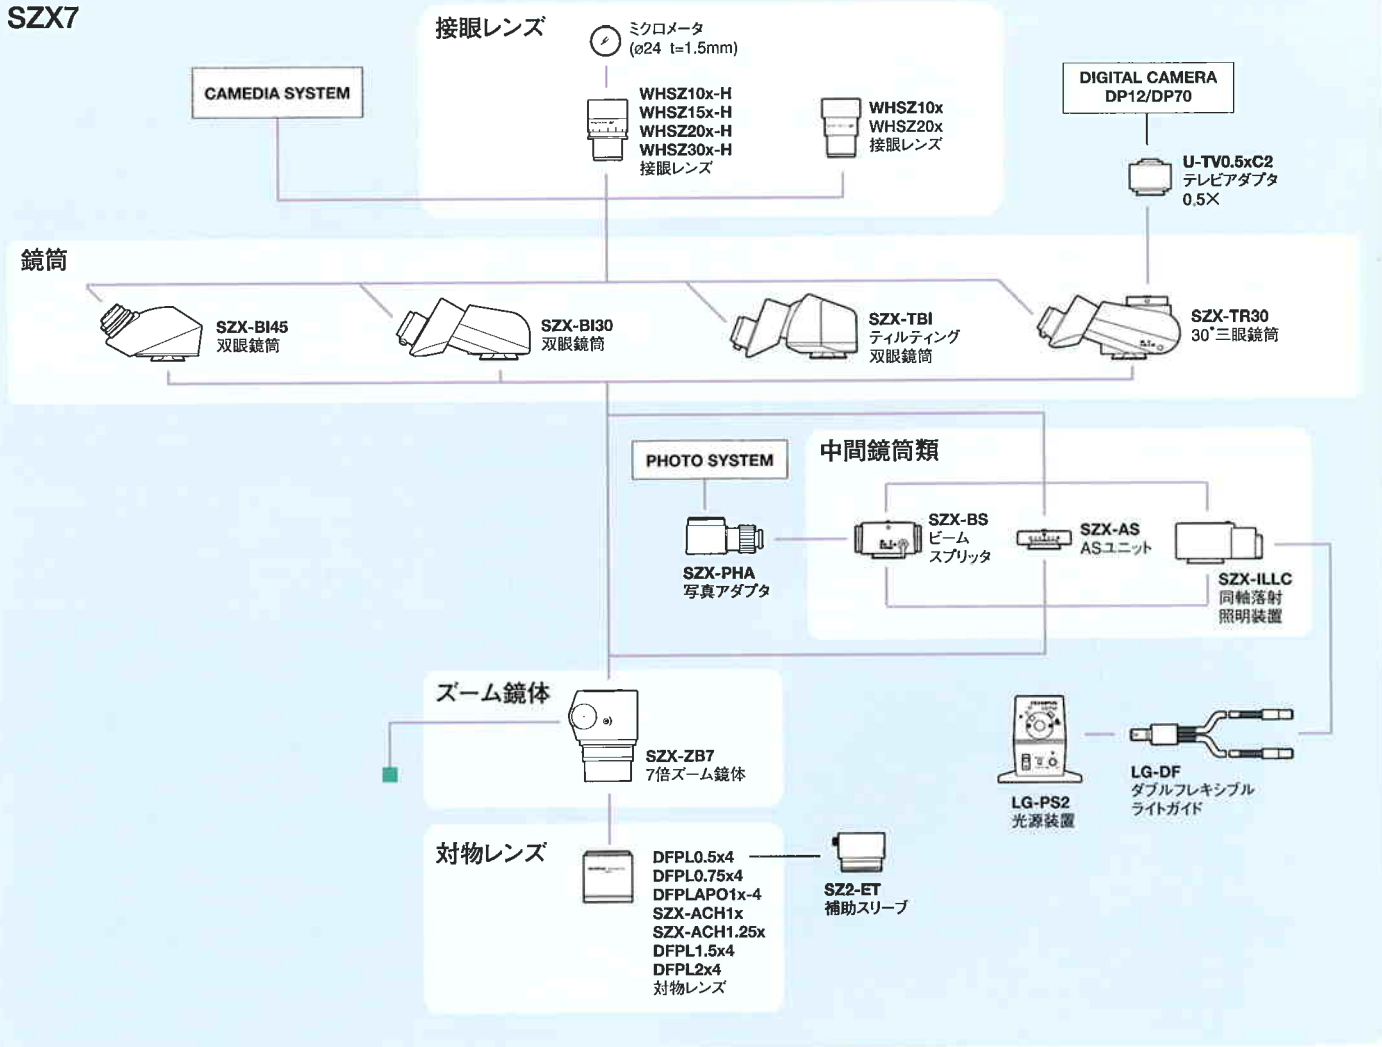 SZX7
接眼レンズ
ミクロメータ
(ø24 t=1.5mm)
CAMEDIA SYSTEM
WHSZ10x-H
WHSZ15x-H
WHSZ20x-H
WHSZ30x-H
接眼レンズ
WHSZ10x
WHSZ20x
接眼レンズ
DIGITAL CAMERA
DP12/DP70
U-TV0.5xC2
テレビアダプタ
0.5×
鏡筒
SZX-BI45
双眼鏡筒
SZX-BI30
双眼鏡筒
SZX-TBI
ティルティング
双眼鏡筒
SZX-TR30
30°三眼鏡筒
PHOTO SYSTEM
中間鏡筒類
SZX-PHA
写真アダプタ
SZX-BS
ビーム
スプリッタ
SZX-AS
ASユニット
SZX-ILLC
同軸落射
照明装置
ズーム鏡体
SZX-ZB7
7倍ズーム鏡体
LG-PS2
光源装置
LG-DF
ダブルフレキシブル
ライトガイド
対物レンズ
DFPL0.5x4
DFPL0.75x4
DFPLAPO1x-4
SZX-ACH1x
SZX-ACH1.25x
DFPL1.5x4
DFPL2x4
対物レンズ
SZ2-ET
補助スリーブ